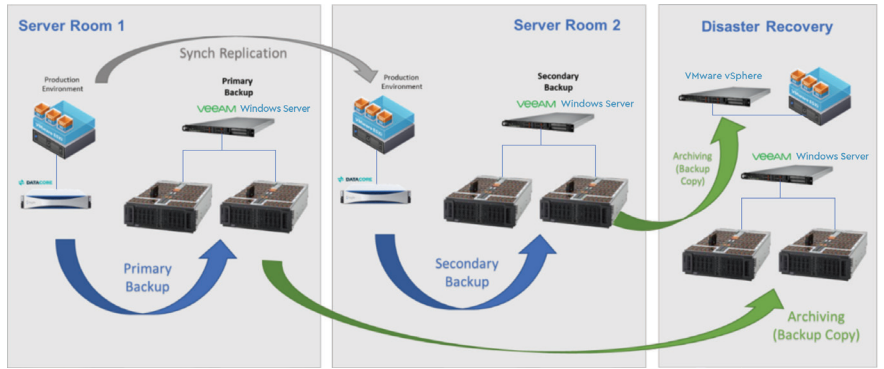 Server Room 1
Synch Replication
Production
Environment
Primary
Backup
veeAM Windows Server
DATACORE
Primary
Backup
Server Room 2
Production
Environment
Secondary
Backup
veeAM Windows Server
DATACORE
Secondary
Backup
Disaster Recovery
VMware vSphere
Archiving
(Backup
Copy)
veeAM Windows Server
Archiving
(Backup Copy)